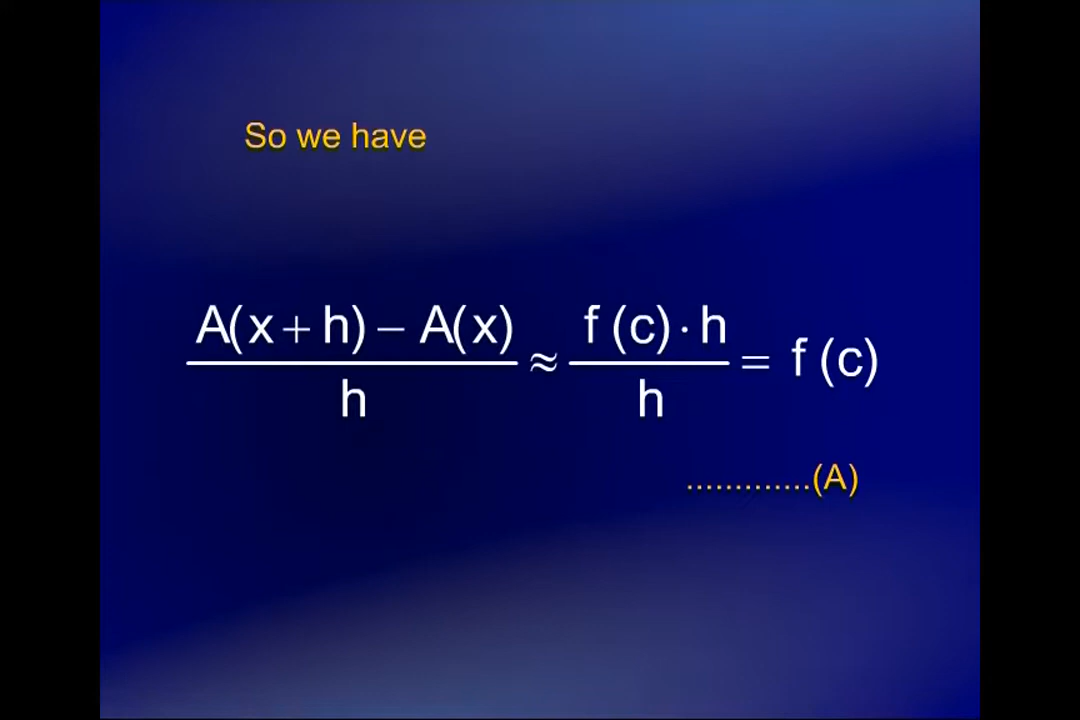 So we have
A(x + h) − A(x) / h ≈ f (c) · h / h = f (c)
.............(A)